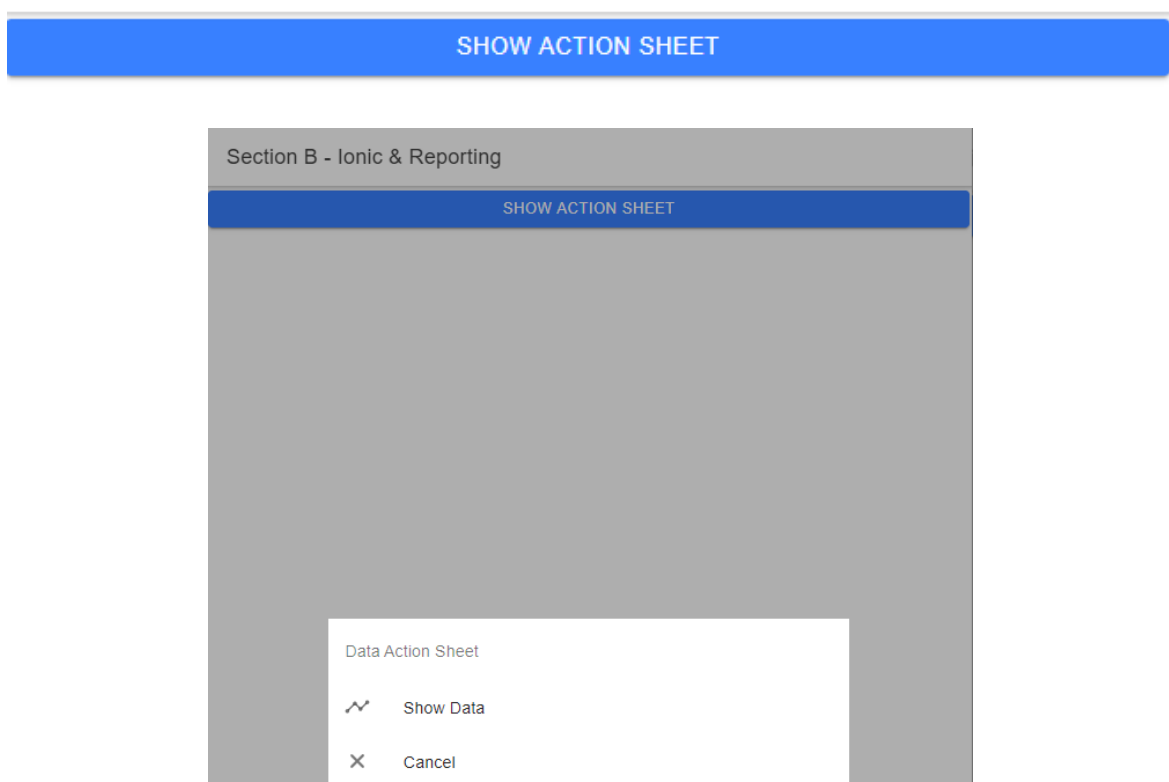 SHOW ACTION SHEET
Section B - Ionic & Reporting
SHOW ACTION SHEET
Data Action Sheet
Show Data
Cancel